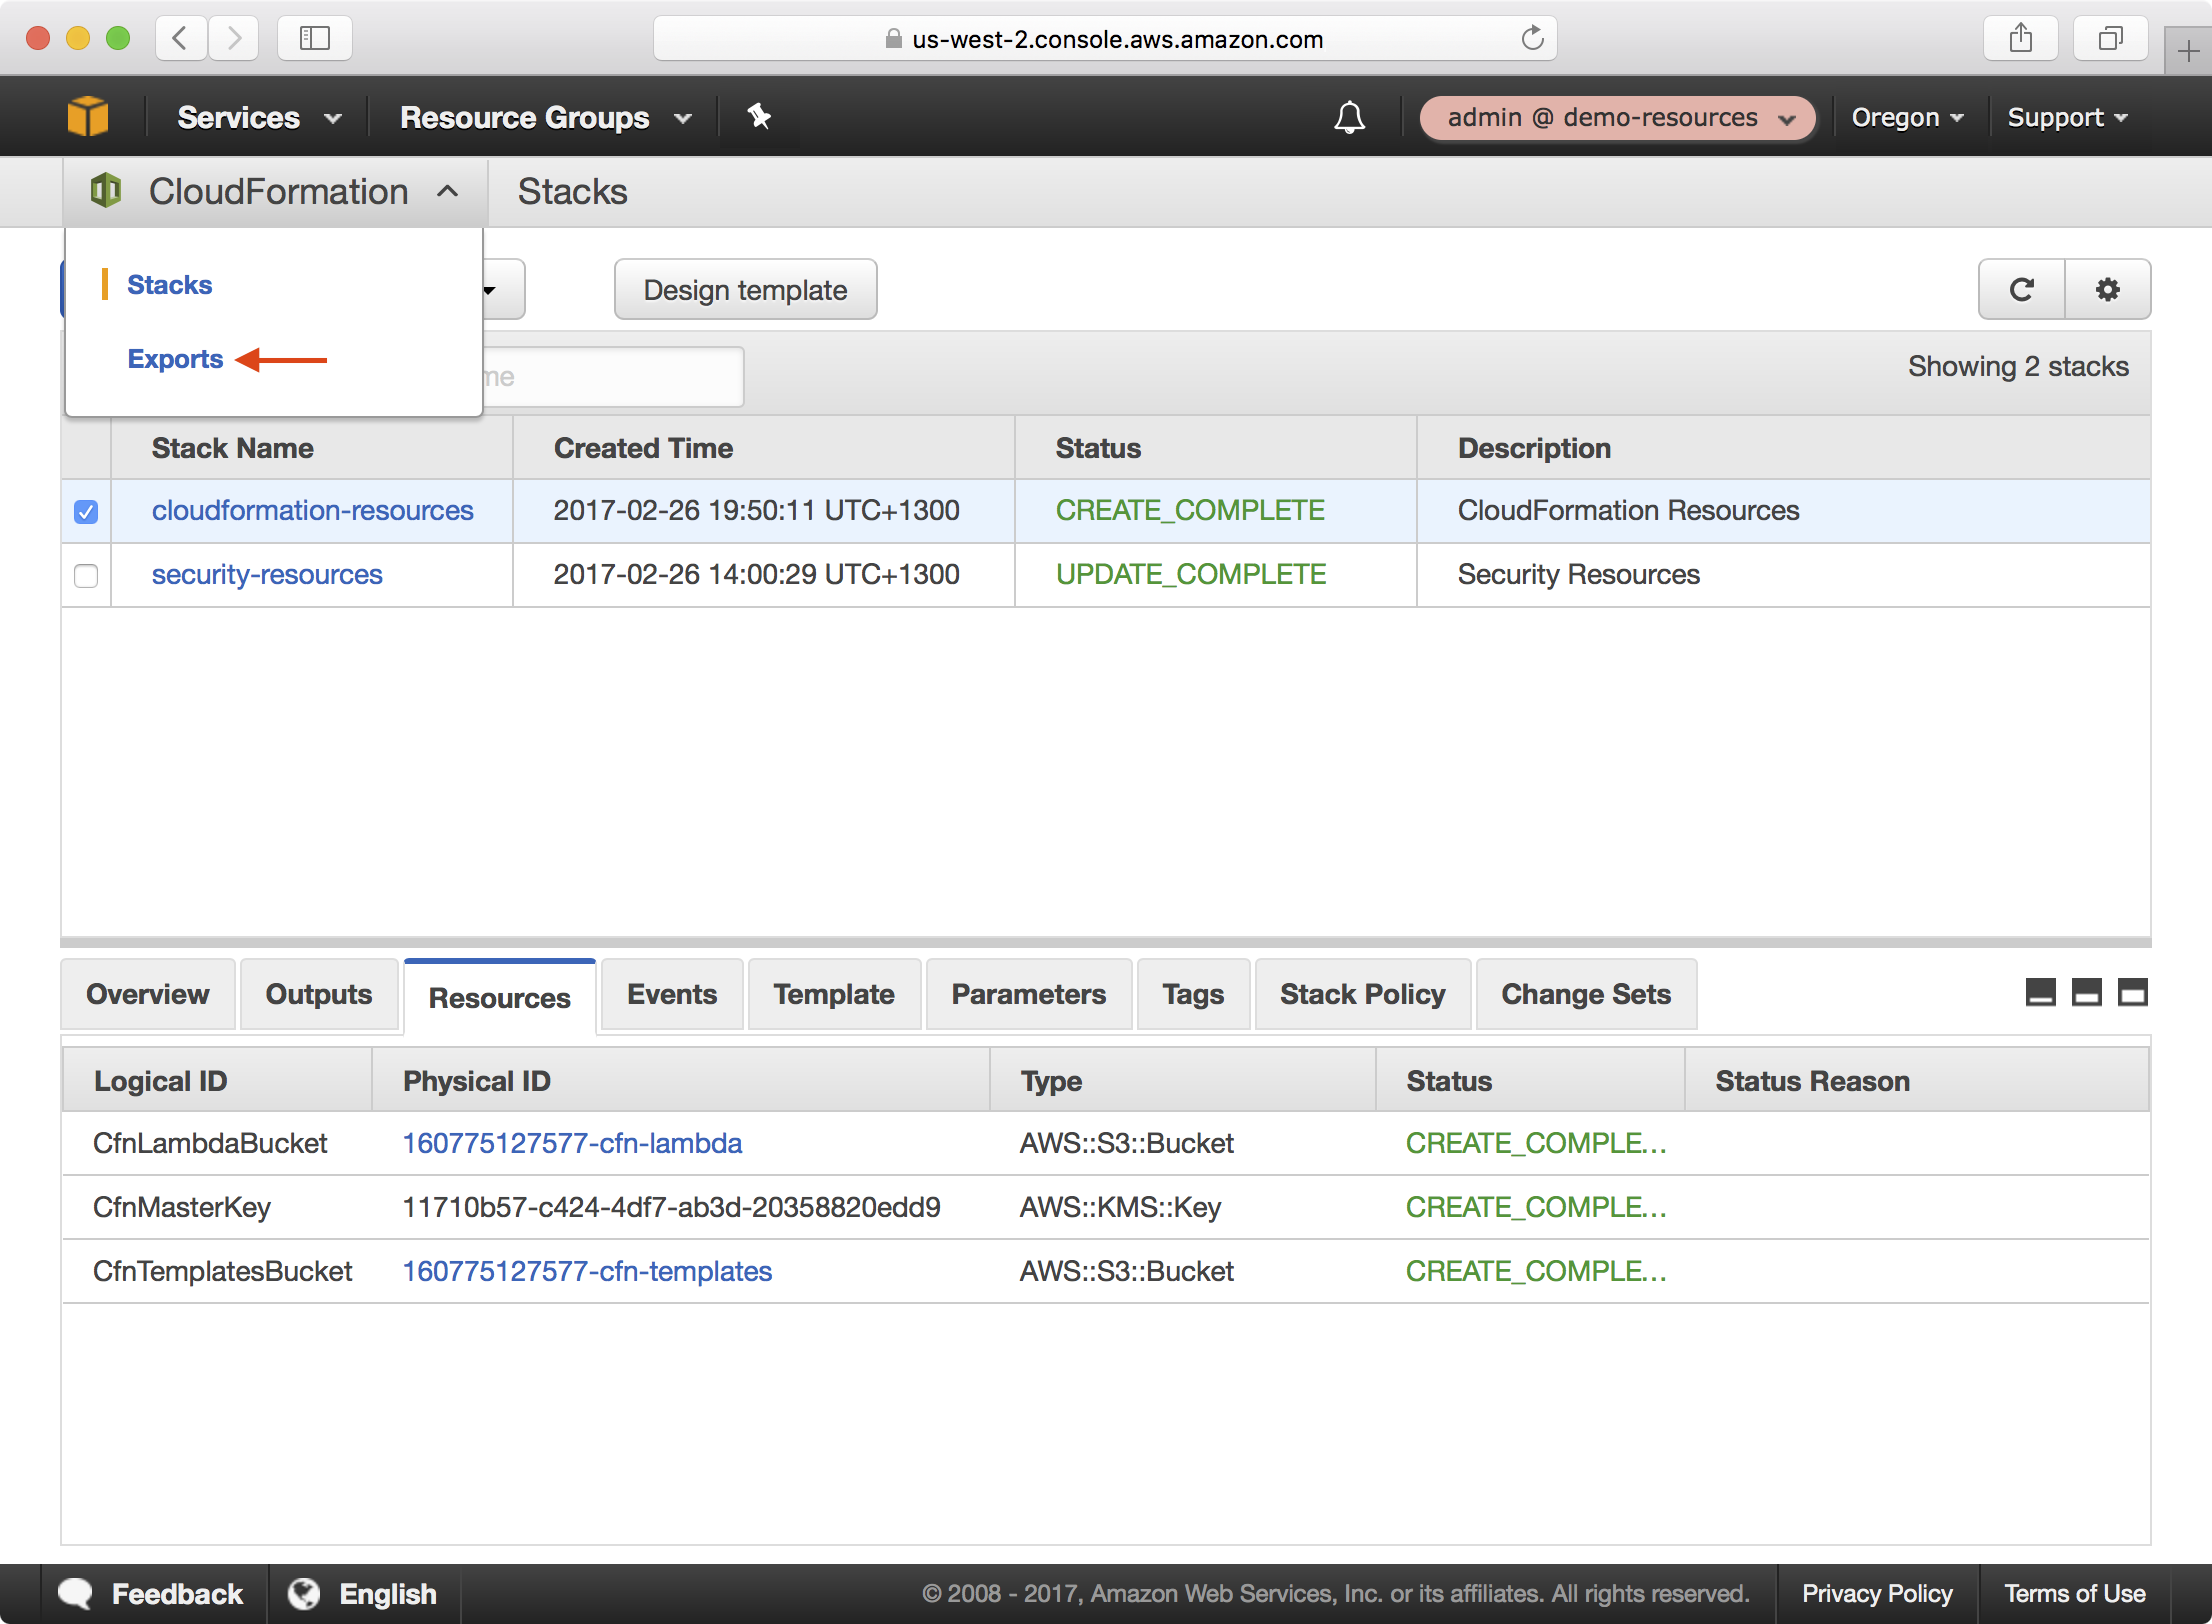 us-west-2.console.aws.amazon.com
Services Resource Groups admin @ demo-resources Oregon Support
CloudFormation Stacks
Stacks
Design template
Exports
me
Showing 2 stacks
Stack Name Created Time Status Description
cloudformation-resources 2017-02-26 19:50:11 UTC+1300 CREATE_COMPLETE CloudFormation Resources
security-resources 2017-02-26 14:00:29 UTC+1300 UPDATE_COMPLETE Security Resources
Overview Outputs Resources Events Template Parameters Tags Stack Policy Change Sets
Logical ID Physical ID Type Status Status Reason
CfnLambdaBucket 160775127577-cfn-lambda AWS::S3::Bucket CREATE_COMPLE...
CfnMasterKey 11710b57-c424-4df7-ab3d-20358820edd9 AWS::KMS::Key CREATE_COMPLE...
CfnTemplatesBucket 160775127577-cfn-templates AWS::S3::Bucket CREATE_COMPLE...
Feedback English © 2008 - 2017, Amazon Web Services, Inc. or its affiliates. All rights reserved. Privacy Policy Terms of Use